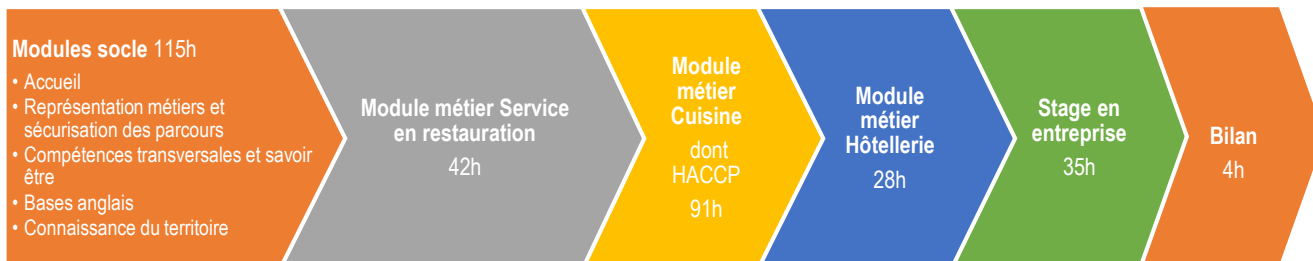 Modules socle 115h
• Accueil
• Représentation métiers et
sécurisation des parcours
• Compétences transversales et savoir
être
• Bases anglais
• Connaissance du territoire
Module métier Service
en restauration
42h
Module
métier
Cuisine
dont
HACCP
91h
Module
métier
Hôtellerie
28h
Stage en
entreprise
35h
Bilan
4h